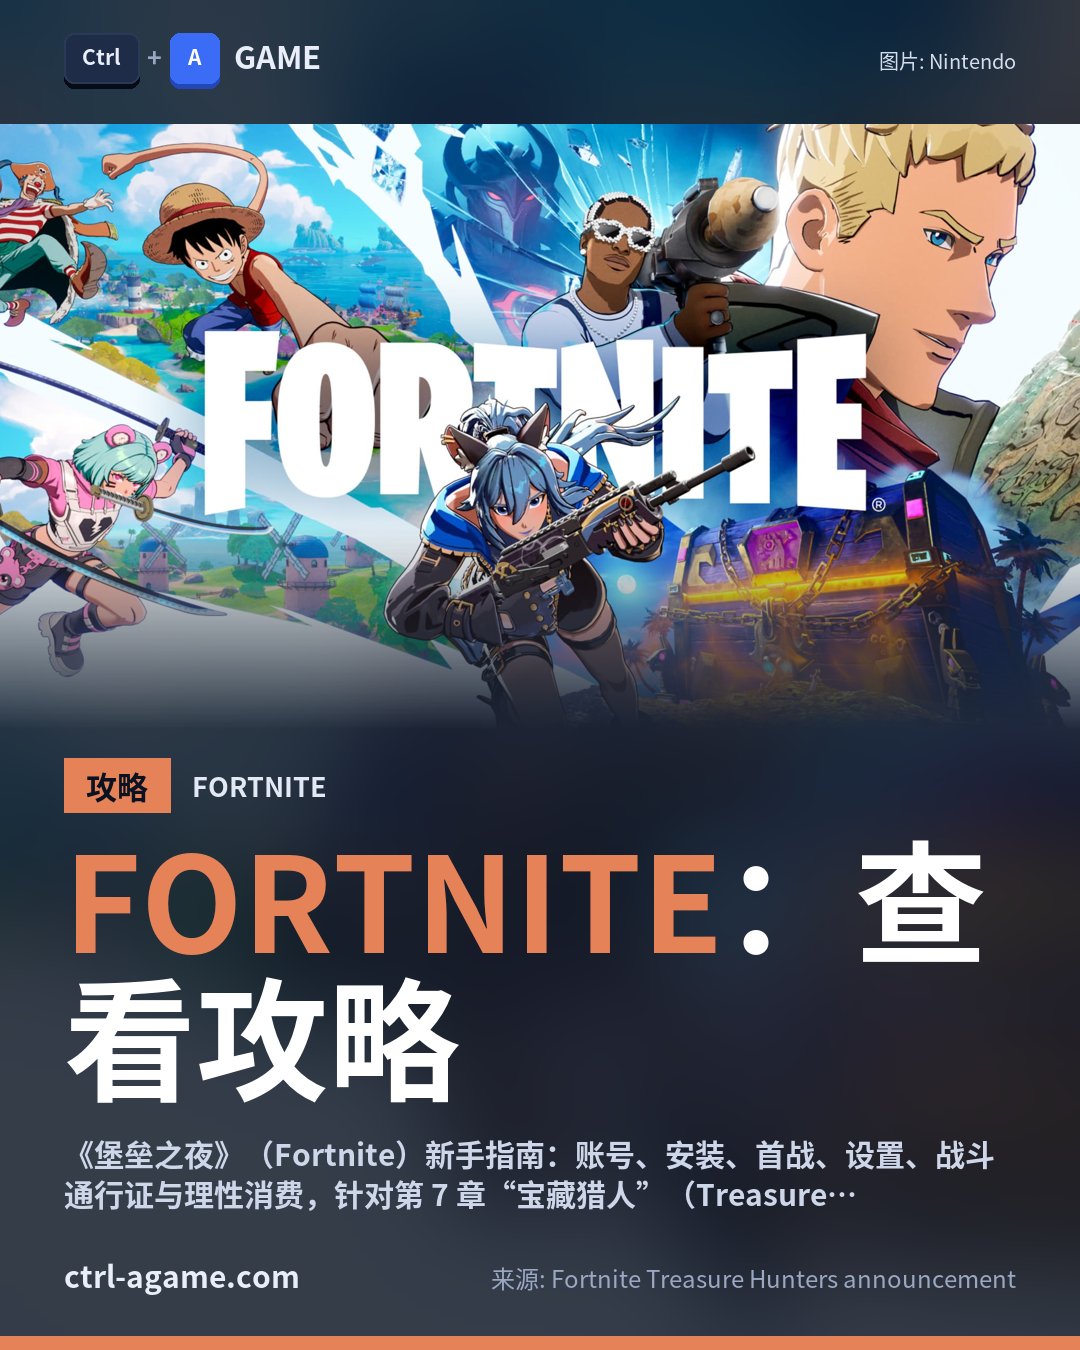 Ctrl + A GAME
图片: Nintendo
FORTNITE®
攻略 FORTNITE
FORTNITE：查
看攻略
《堡垒之夜》（Fortnite）新手指南：账号、安装、首战、设置、战斗
通行证与理性消费，针对第 7 章“宝藏猎人”（Treasure…
ctrl-agame.com
来源: Fortnite Treasure Hunters announcement